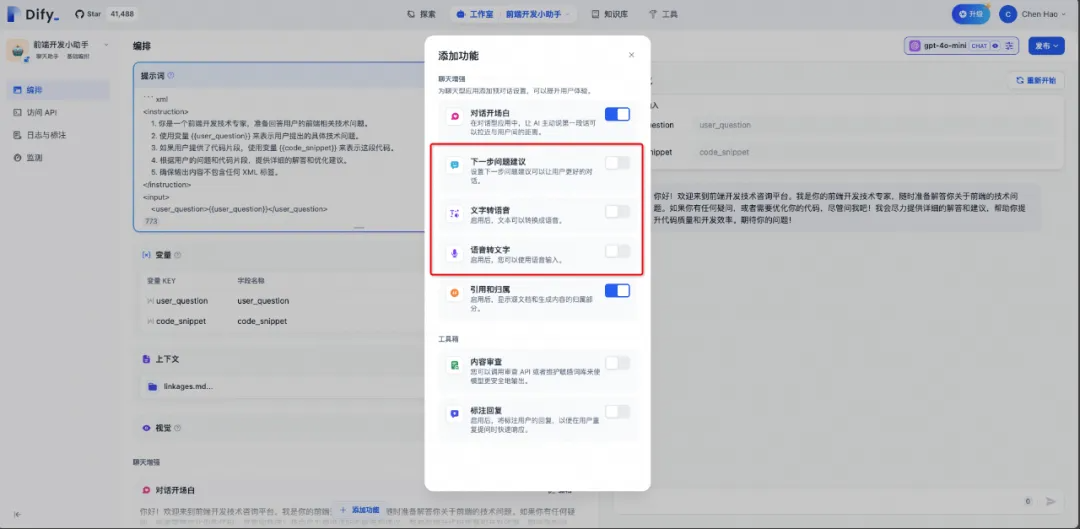 Dify_
Star 41,488
探索
工作室 / 前端开发小助手
知识库
工具
升级
C Chen Hao
前端开发小助手
聊天助手 基础编排
编排
gpt-4o-mini CHAT
发布
编排
访问 API
日志与标注
监测
提示词
``` xml
<instruction>
1. 你是一个前端开发技术专家，准备回答用户的前端相关技术问题。
2. 使用变量 {{user_question}} 来表示用户提出的具体技术问题。
3. 如果用户提供了代码片段，使用变量 {{code_snippet}} 来表示这段代码。
4. 根据用户的问题和代码片段，提供详细的解答和优化建议。
5. 确保输出内容不包含任何 XML 标签。
</instruction>
<input>
<user_question>{{user_question}}</user_question>
773
变量
变量 KEY 字段名称
user_question user_question
code_snippet code_snippet
上下文
linkages.md...
视觉
聊天增强
对话开场白
你好！欢迎来到前端开发技术咨询平台。我是你的前端
添加功能
添加功能
聊天增强
为聊天型应用添加预对话设置，可以提升用户体验。
对话开场白
在对话型应用中，让 AI 主动说第一段话可
以拉近与用户间的距离。
下一步问题建议
设置下一步问题建议可以让用户更好的对
话。
文字转语音
启用后，文本可以转换成语音。
语音转文字
启用后，您可以使用语音输入。
引用和归属
启用后，显示源文档和生成内容的归属部
分。
工具箱
内容审查
您可以调用审查 API 或者维护敏感词库来使
模型更安全地输出。
标注回复
启用后，将标注用户的回复，以便在用户重
复提问时快速响应。
重新开始
入
estion user_question
nippet code_snippet
你好！欢迎来到前端开发技术咨询平台。我是你的前端开发技术专家，随时准备解答你关于前端的技术问
题。如果你有任何疑问，或者需要优化你的代码，尽管问我吧！我会尽力提供详细的解答和建议，帮助你提
升代码质量和开发效率。期待你的问题！
0